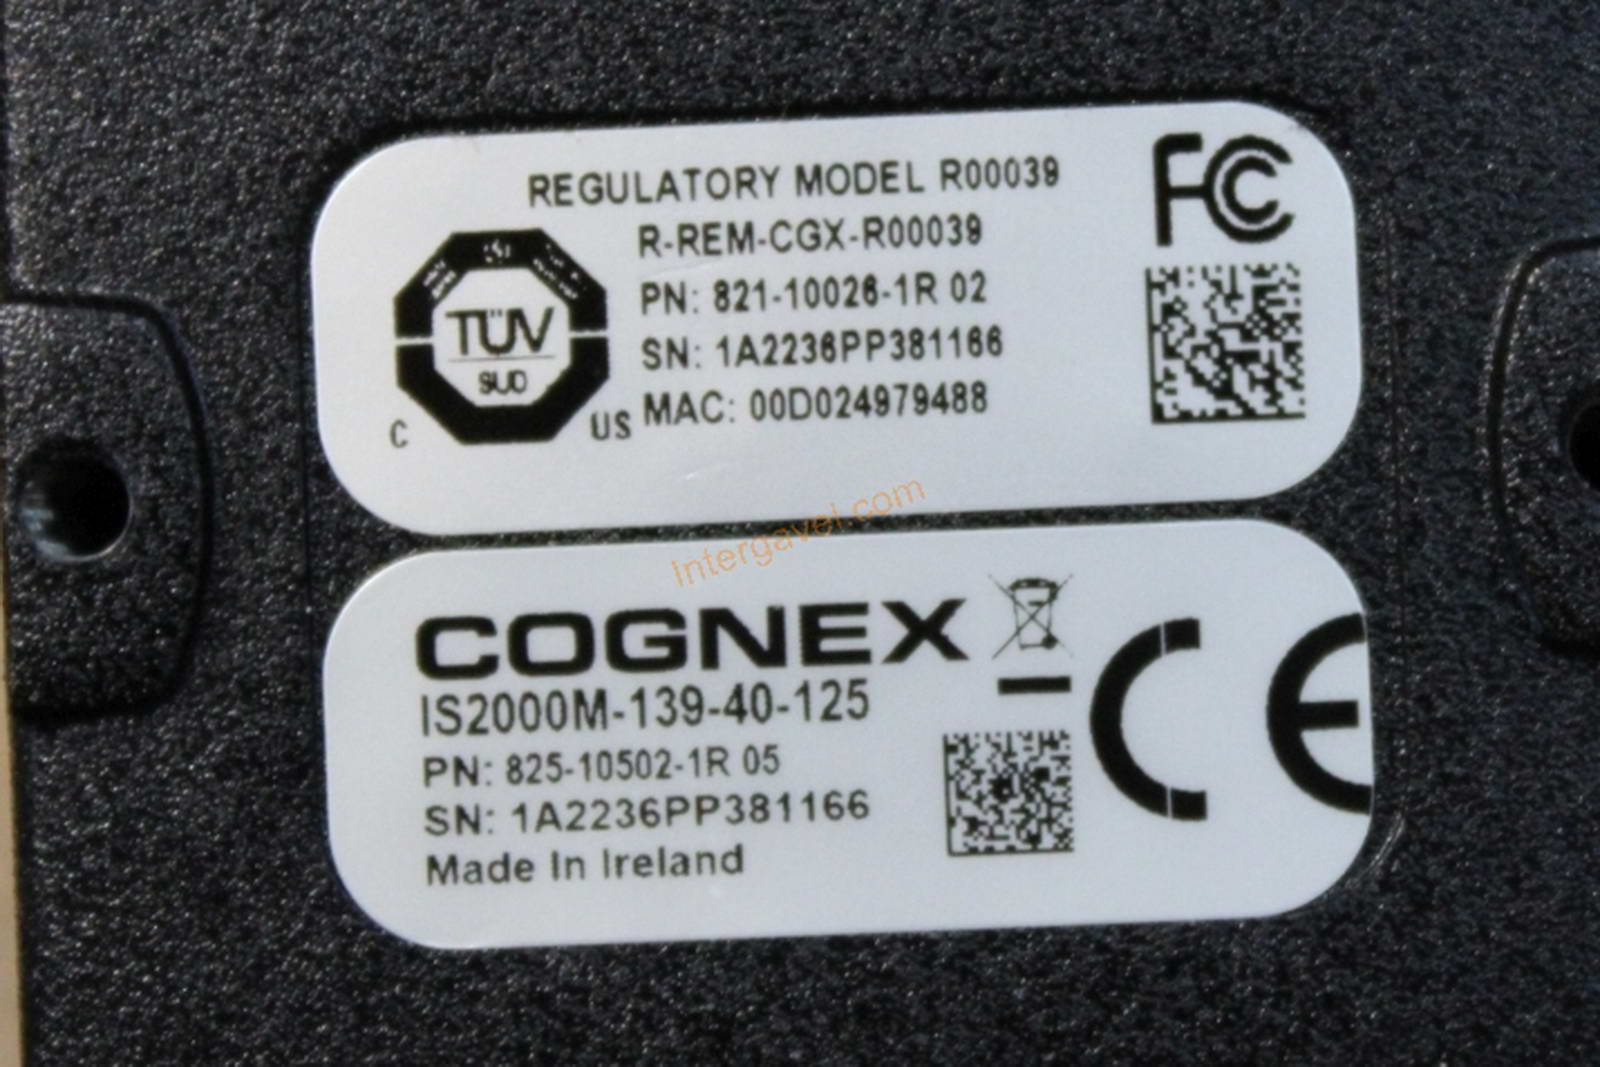 REGULATORY MODEL R00039
R-REM-CGX-R00039
PN: 821-10026-1R 02
SN: 1A2236PP381166
MAC: 00D024979488
TÜV
SÜD
C
US
FC
Intergavel.com
COGNEX
IS2000M-139-40-125
PN: 825-10502-1R 05
SN: 1A2236PP381166
Made In Ireland
CE